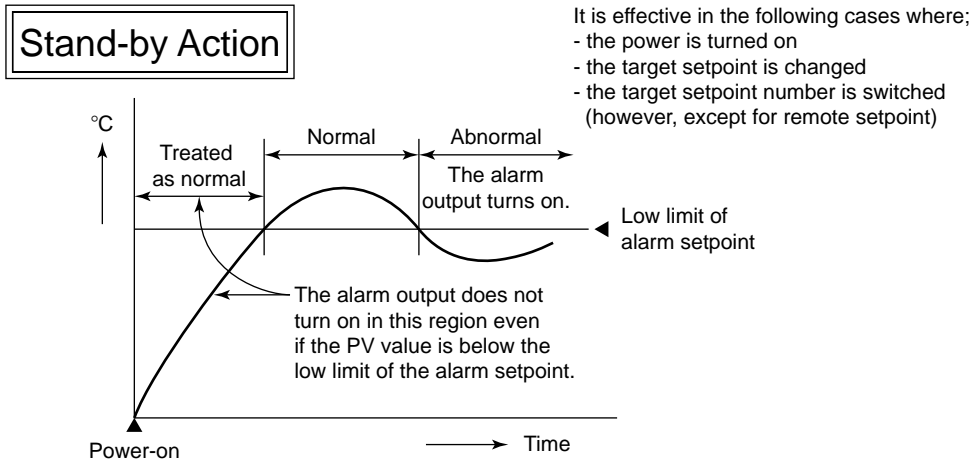 Stand-by Action
It is effective in the following cases where;
- the power is turned on
- the target setpoint is changed
- the target setpoint number is switched
(however, except for remote setpoint)
°C
Treated
as normal
Normal
Abnormal
The alarm
output turns on.
Low limit of
alarm setpoint
The alarm output does not
turn on in this region even
if the PV value is below the
low limit of the alarm setpoint.
Power-on
Time